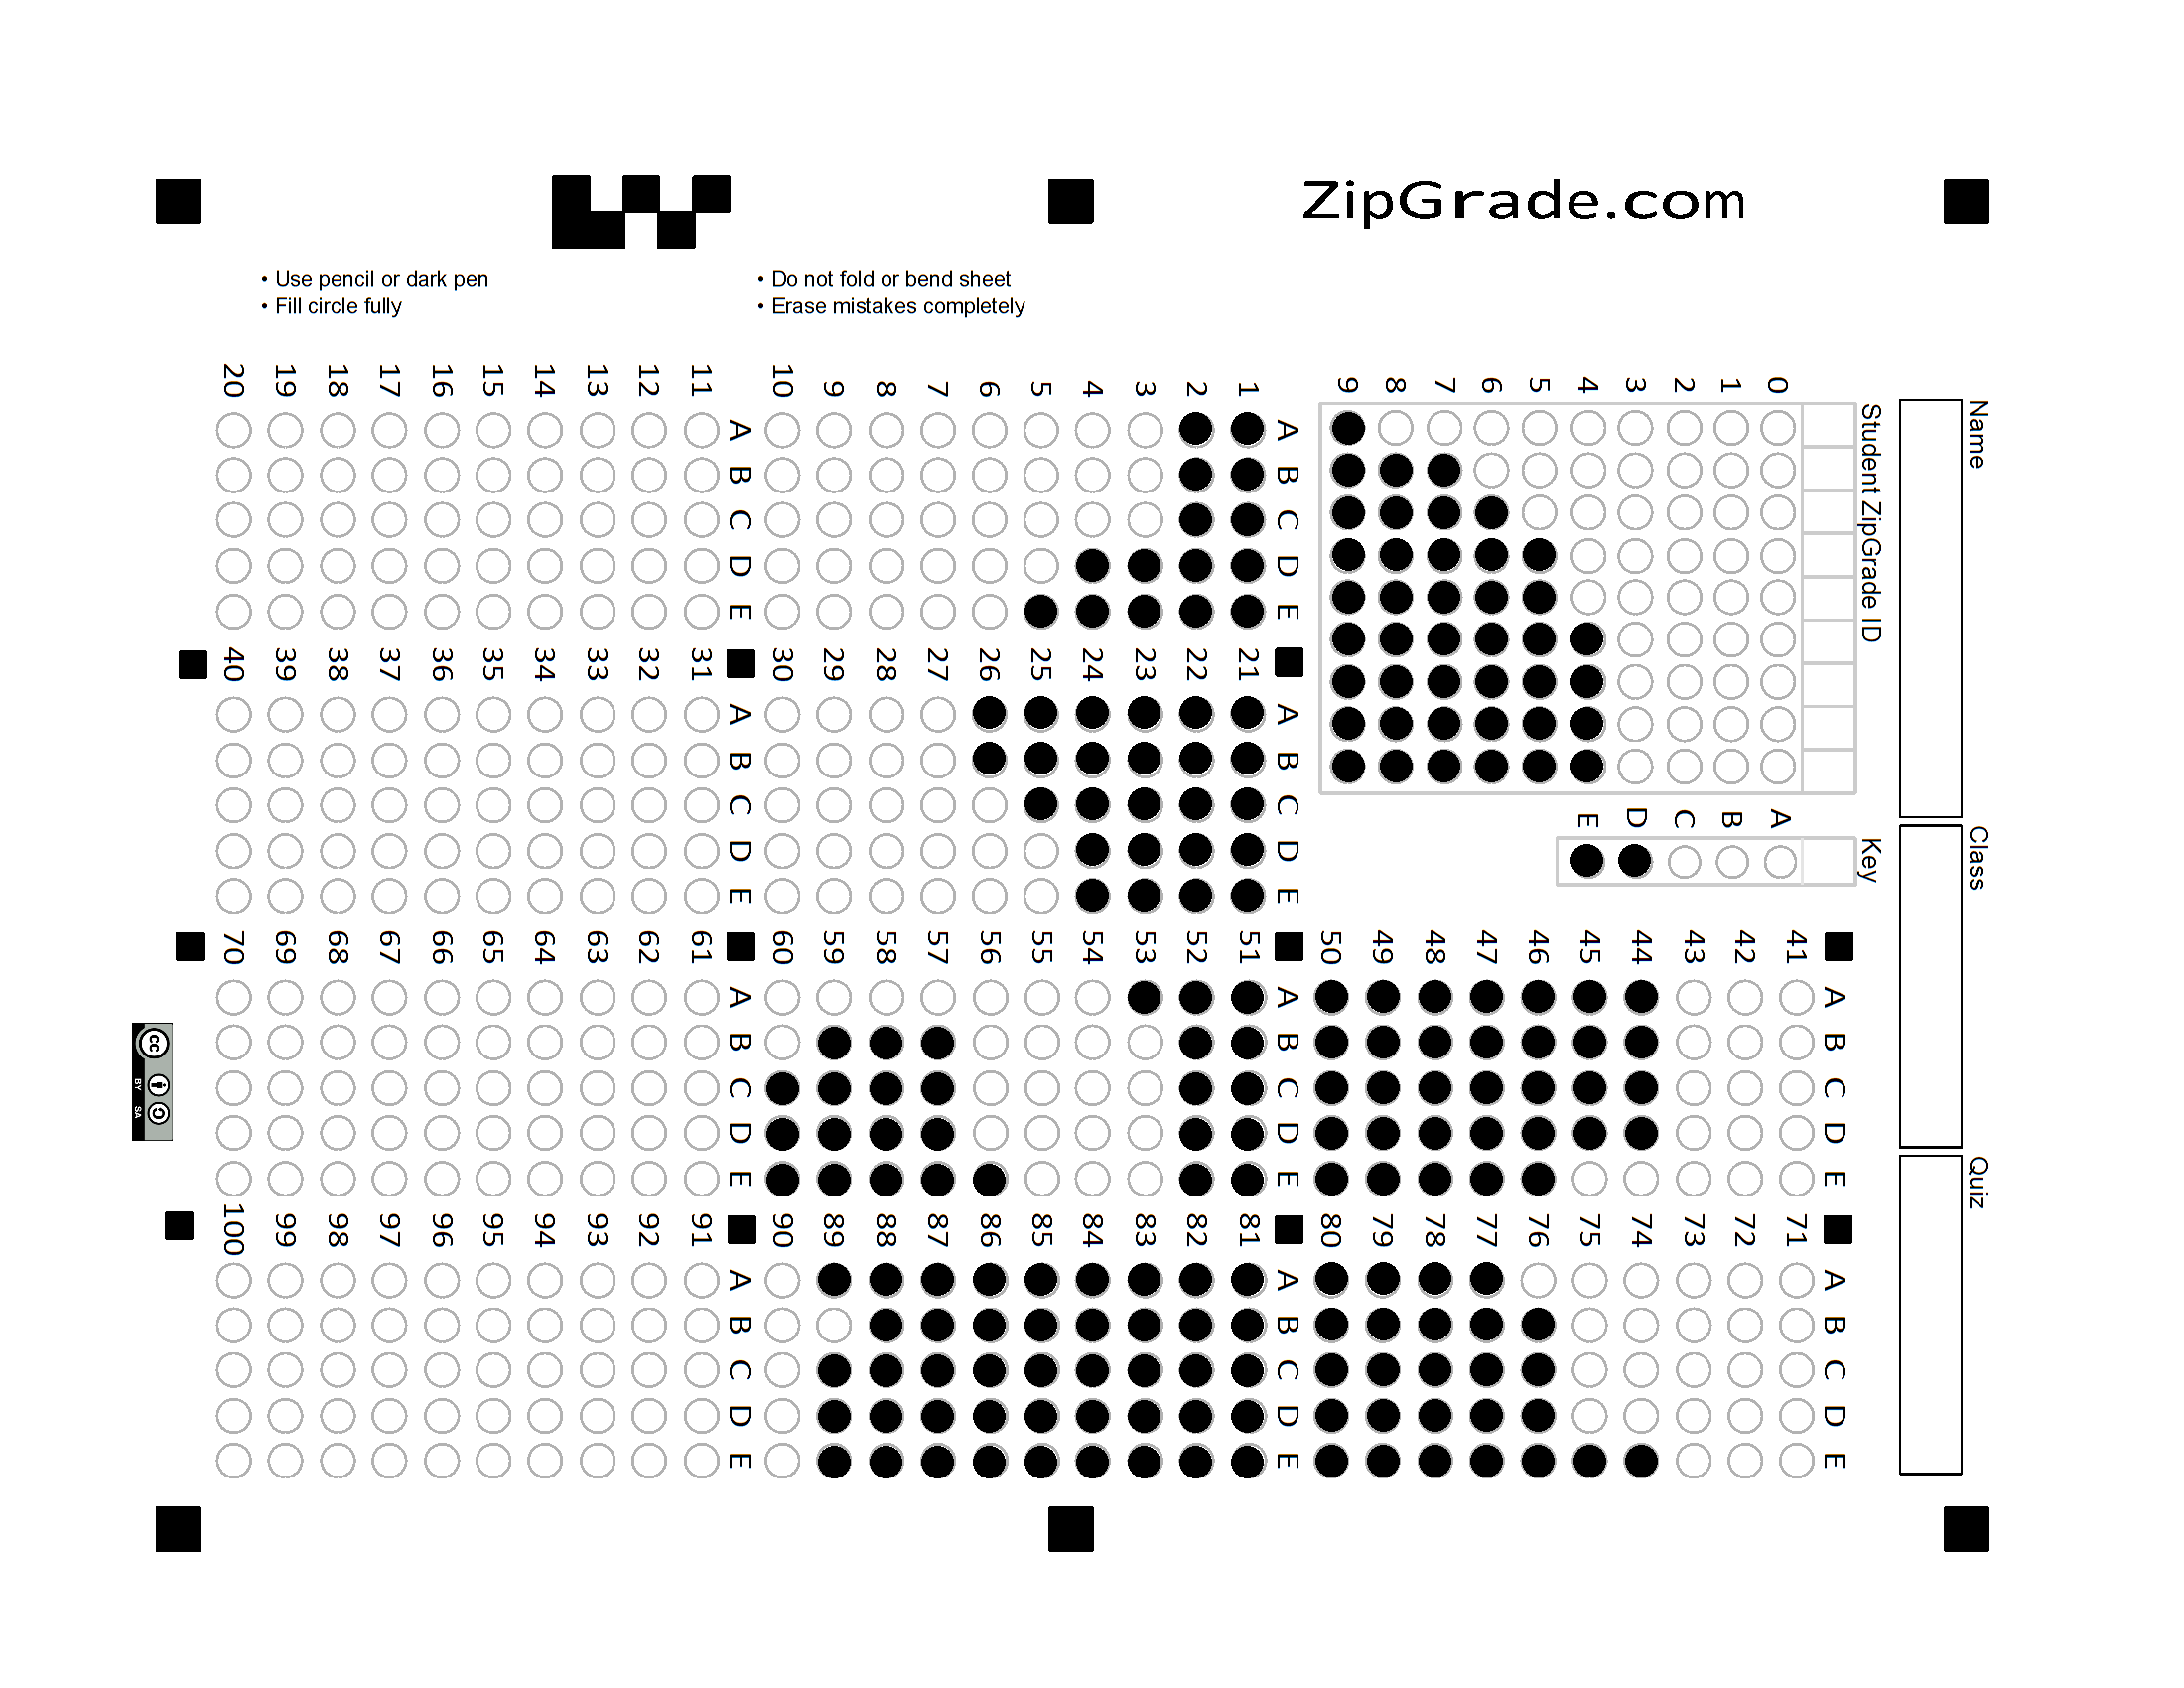 ZipGrade.com
• Use pencil or dark pen
• Fill circle fully
• Do not fold or bend sheet
• Erase mistakes completely
Name Class Quiz
Student ZipGrade ID Key
A B C D E A B C D E
0 A 41 71
1 B 42 72
2 C 43 73
3 D 44 74
4 E 45 75
5 46 76
6 47 77
7 48 78
8 49 79
9 50 80
A B C D E A B C D E A B C D E A B C D E
1 21 51 81
2 22 52 82
3 23 53 83
4 24 54 84
5 25 55 85
6 26 56 86
7 27 57 87
8 28 58 88
9 29 59 89
10 30 60 90
A B C D E A B C D E A B C D E A B C D E
11 31 61 91
12 32 62 92
13 33 63 93
14 34 64 94
15 35 65 95
16 36 66 96
17 37 67 97
18 38 68 98
19 39 69 99
20 40 70 100
cc
BY SA